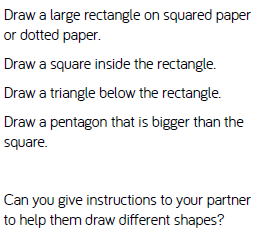 Draw a large rectangle on squared paper
or dotted paper.
Draw a square inside the rectangle.
Draw a triangle below the rectangle.
Draw a pentagon that is bigger than the
square.
Can you give instructions to your partner
to help them draw different shapes?